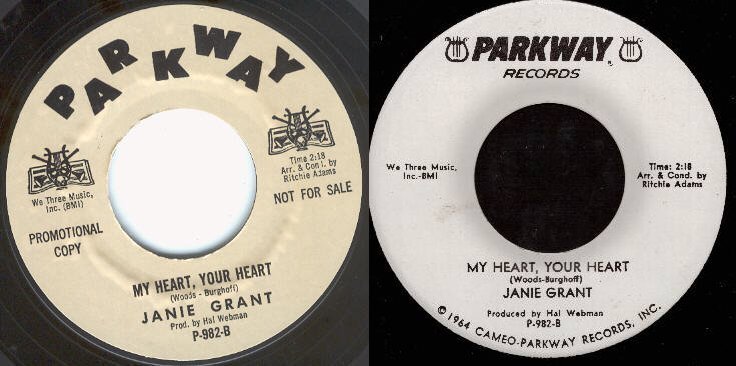 PARKWAY
We Three Music,
Inc. (BMI)
Time 2:18
Arr. & Cond. by
Ritchie Adams
PROMOTIONAL
COPY
NOT FOR SALE
MY HEART, YOUR HEART
(Woods - Burghoff)
JANIE GRANT
Prod. by Hal Webman
P-982-B
PARKWAY
RECORDS
We Three Music,
Inc.-BMI
Time: 2:18
Arr. & Cond. by
Ritchie Adams
MY HEART, YOUR HEART
(Woods-Burghoff)
JANIE GRANT
Produced by Hal Webman
P-982-B
© 1964 CAMEO-PARKWAY RECORDS, INC.